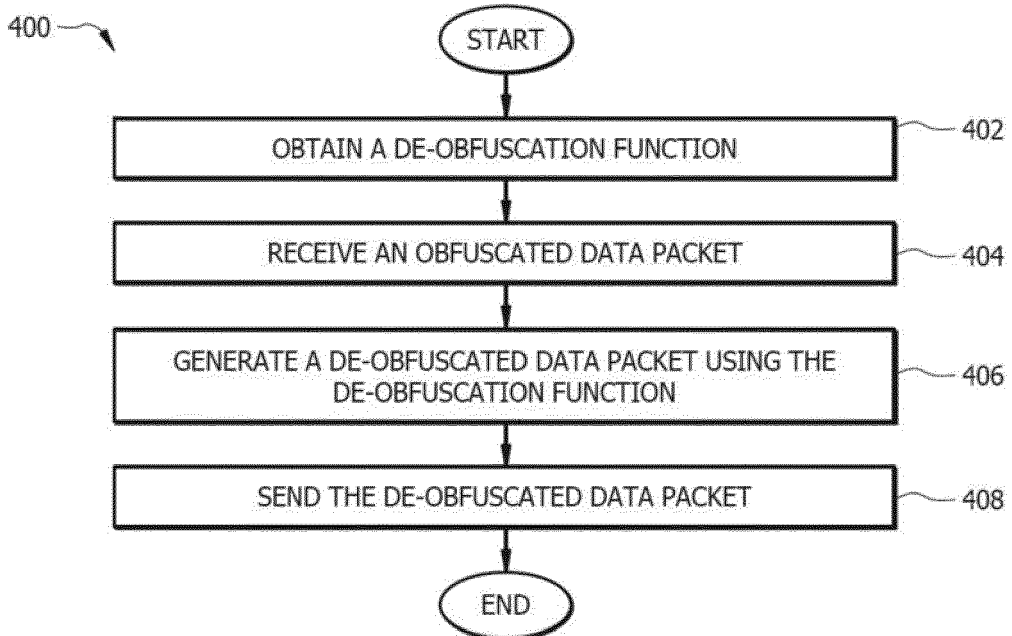 400
START
OBTAIN A DE-OBFUSCATION FUNCTION
402
RECEIVE AN OBFUSCATED DATA PACKET
404
GENERATE A DE-OBFUSCATED DATA PACKET USING THE
DE-OBFUSCATION FUNCTION
406
SEND THE DE-OBFUSCATED DATA PACKET
408
END